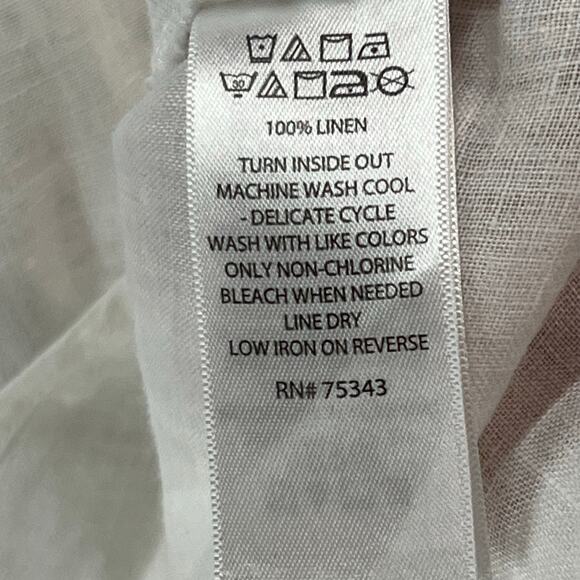 30
100% LINEN
TURN INSIDE OUT
MACHINE WASH COOL
- DELICATE CYCLE
WASH WITH LIKE COLORS
ONLY NON-CHLORINE
BLEACH WHEN NEEDED
LINE DRY
LOW IRON ON REVERSE
RN# 75343